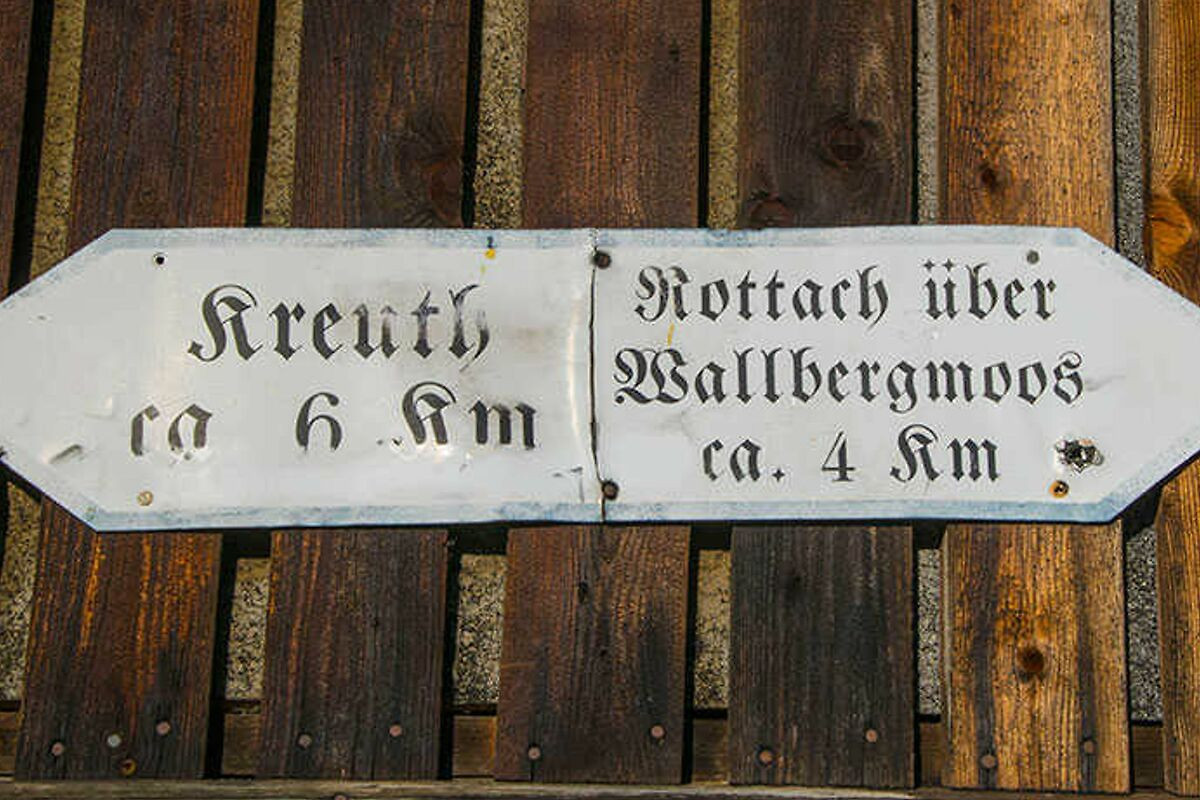 Kreuth
ca 6 Km
Rottach über
Wallbergmoos
ca. 4 Km